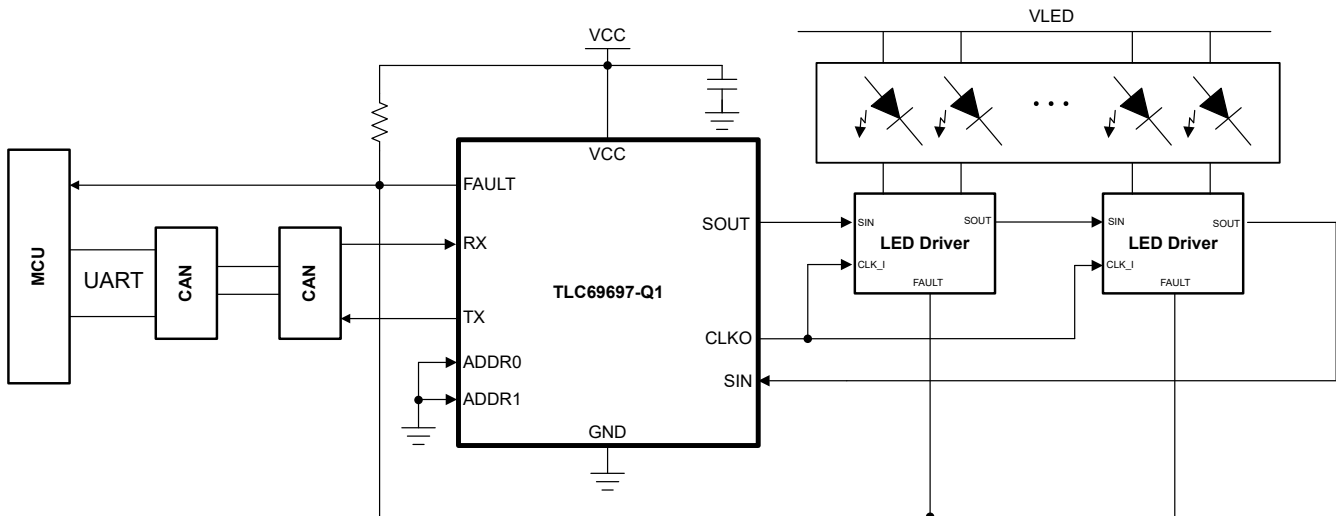 VLED
VCC
VCC
FAULT
SOUT
SIN
SOUT
SIN
SOUT
LED Driver
LED Driver
MCU
UART
CAN
CAN
RX
CLK_I
CLK_I
FAULT
FAULT
TLC69697-Q1
TX
CLKO
ADDR0
SIN
ADDR1
GND